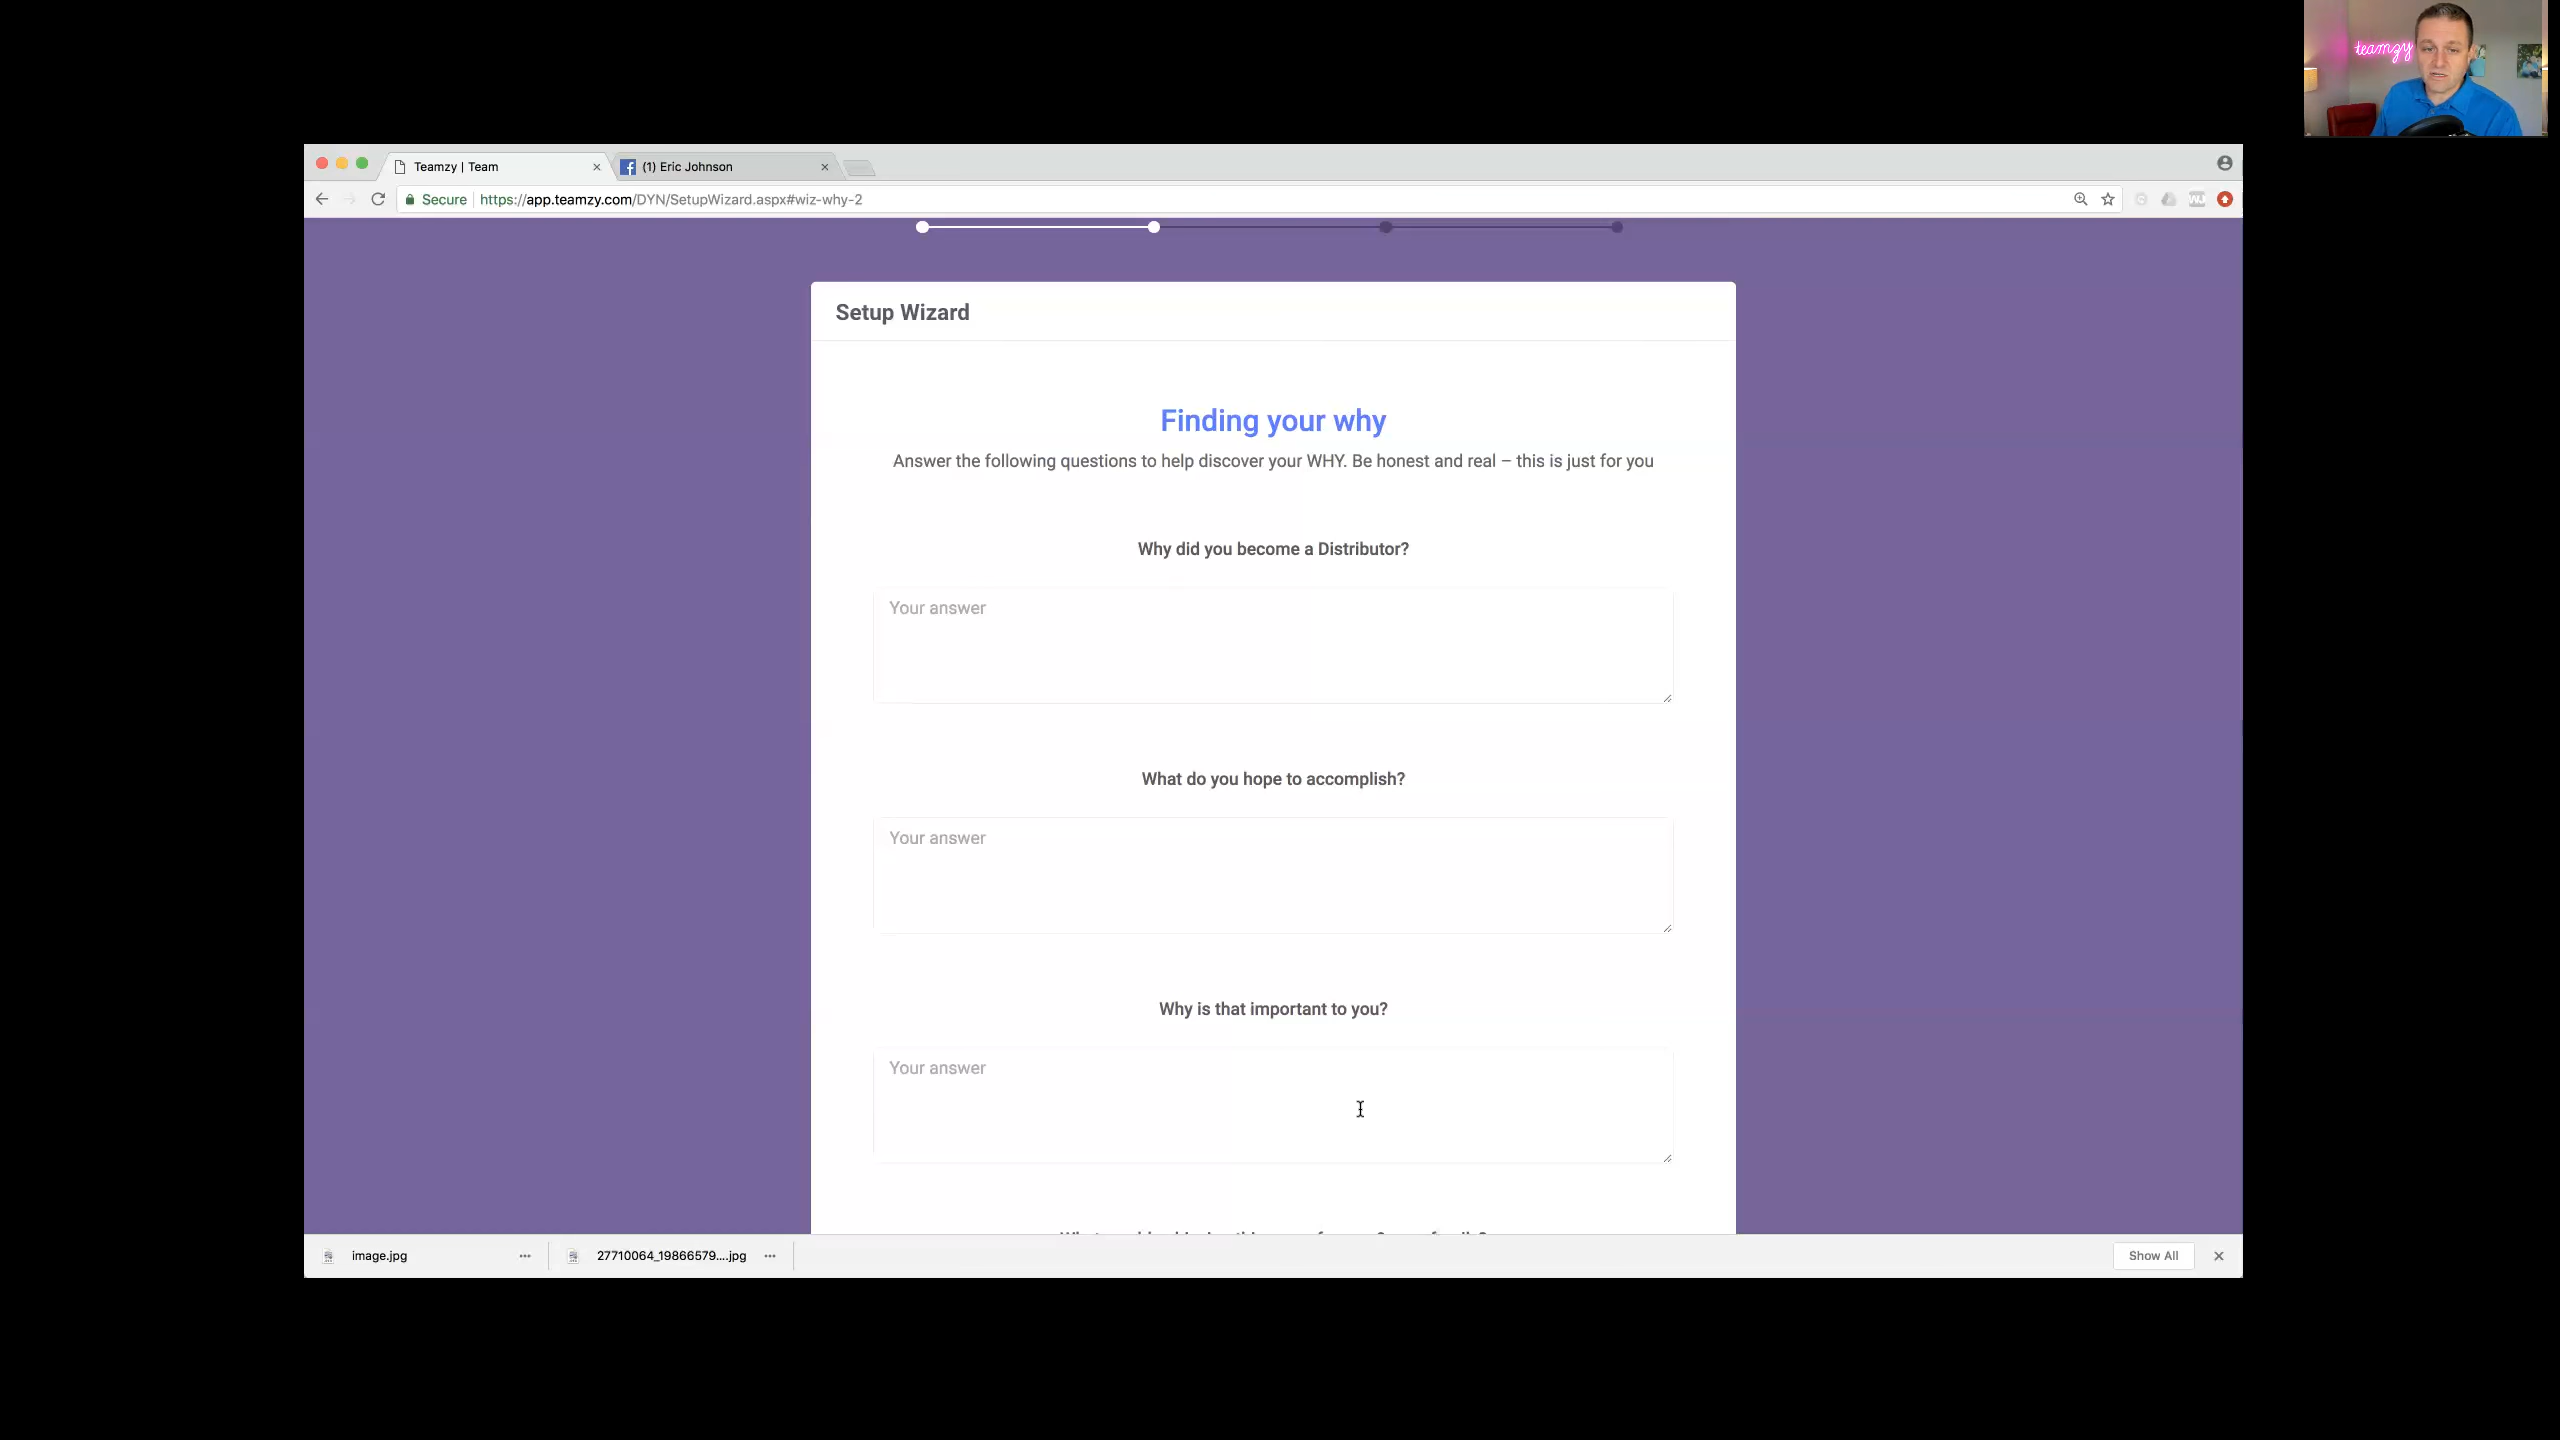 teamzy
Teamzy | Team
(1) Eric Johnson
Secure
https://app.teamzy.com/DYN/SetupWizard.aspx#wiz-why-2
Setup Wizard
Finding your why
Answer the following questions to help discover your WHY. Be honest and real – this is just for you
Why did you become a Distributor?
Your answer
What do you hope to accomplish?
Your answer
Why is that important to you?
Your answer
image.jpg
27710064_19866579....jpg
Show All